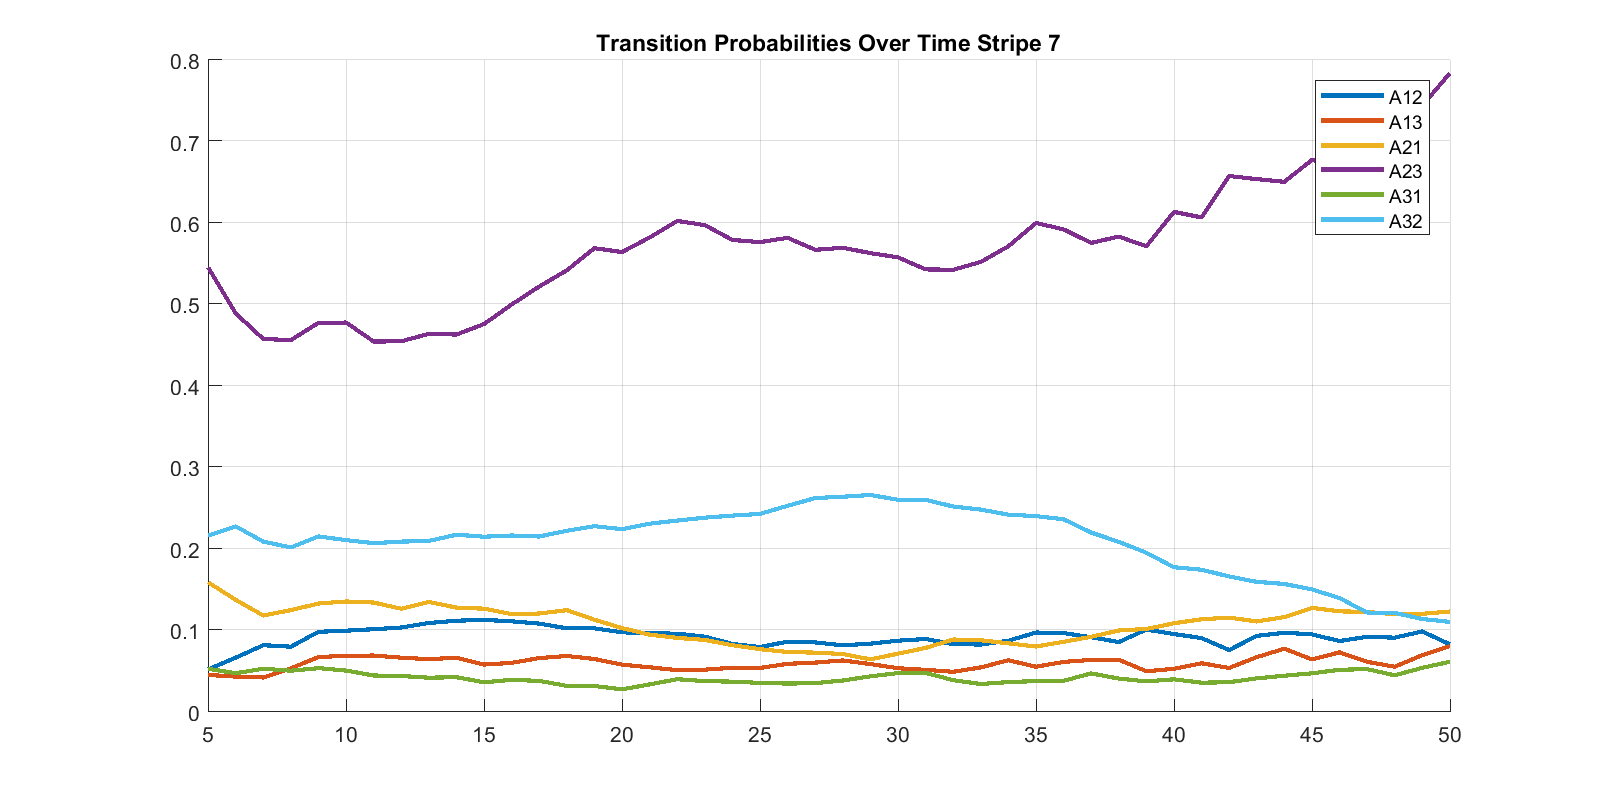 Transition Probabilities Over Time Stripe 7
0.8
0.7
0.6
0.5
0.4
0.3
0.2
0.1
0
5 10 15 20 25 30 35 40 45 50
A12
A13
A21
A23
A31
A32